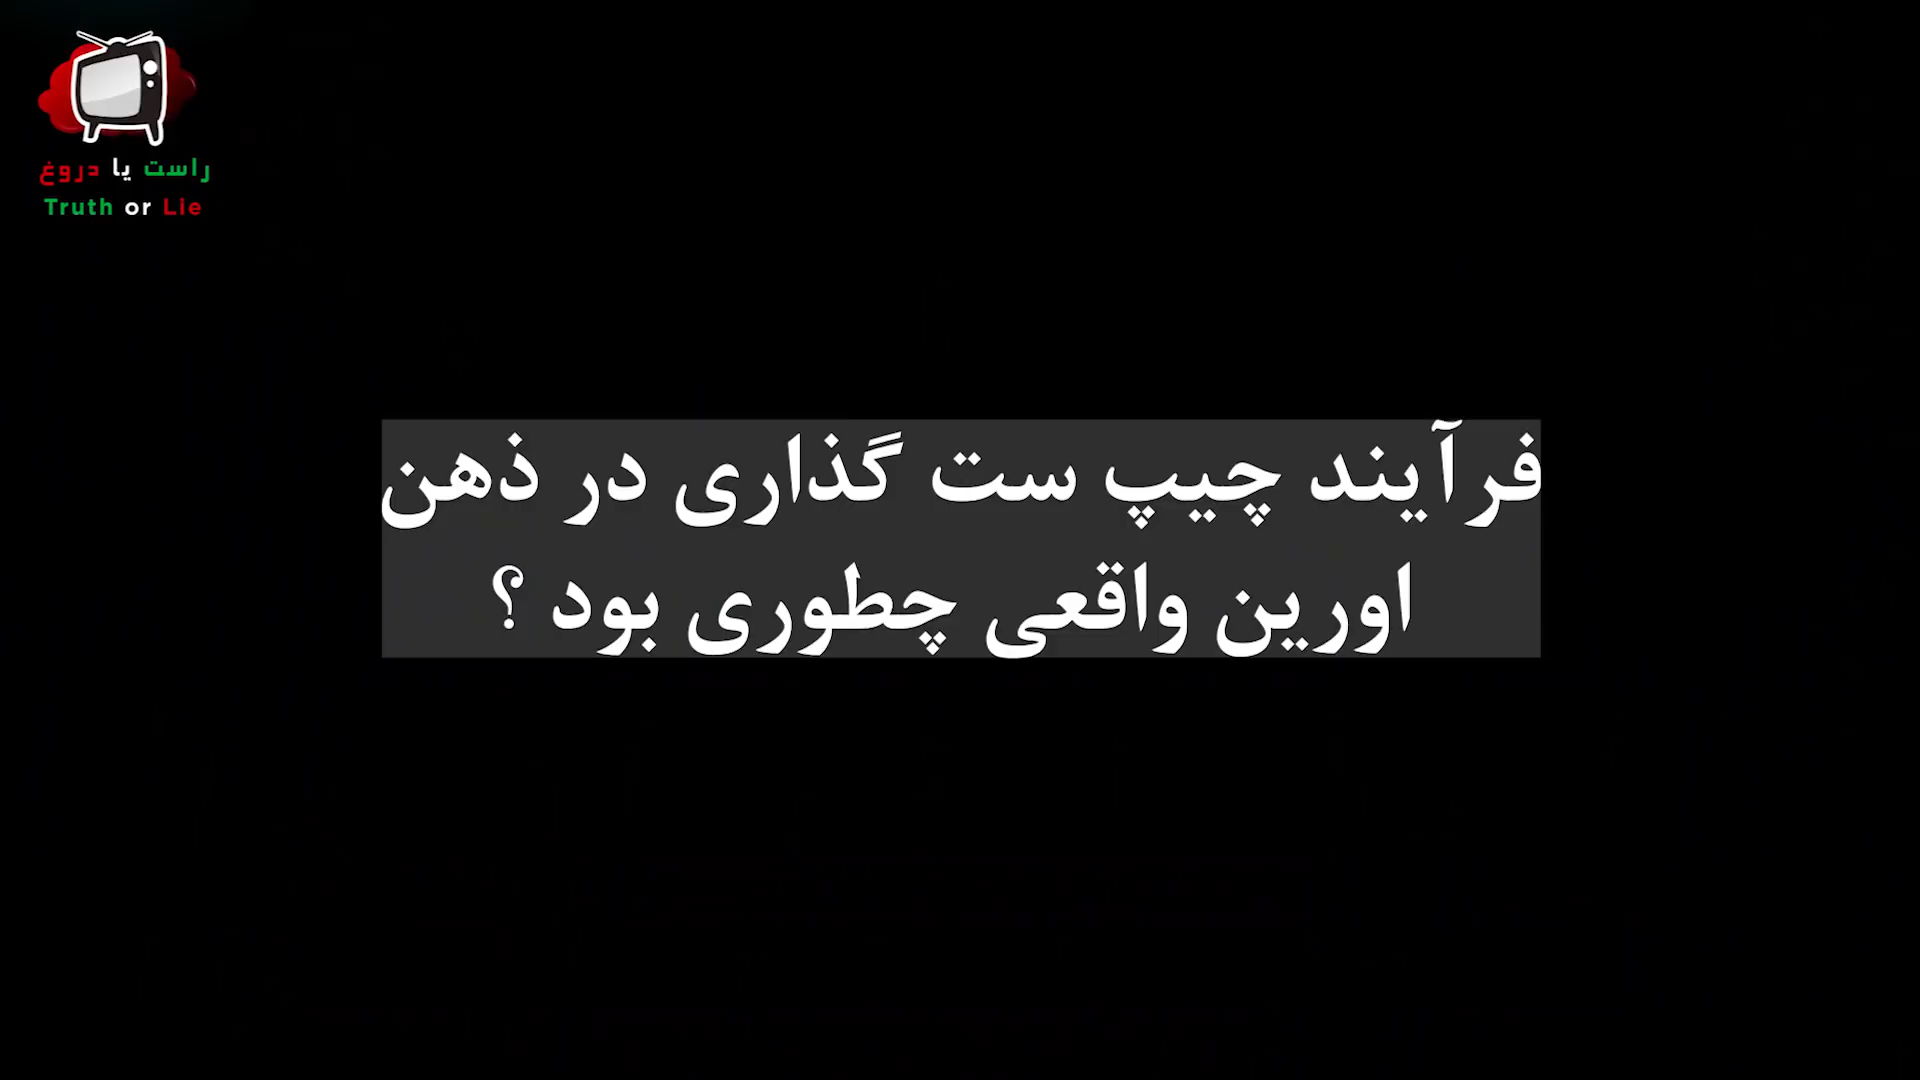 راست یا دروغ
Truth or Lie
فرآیند چیپ ست گذاری در ذهن
اورین واقعی چطوری بود ؟